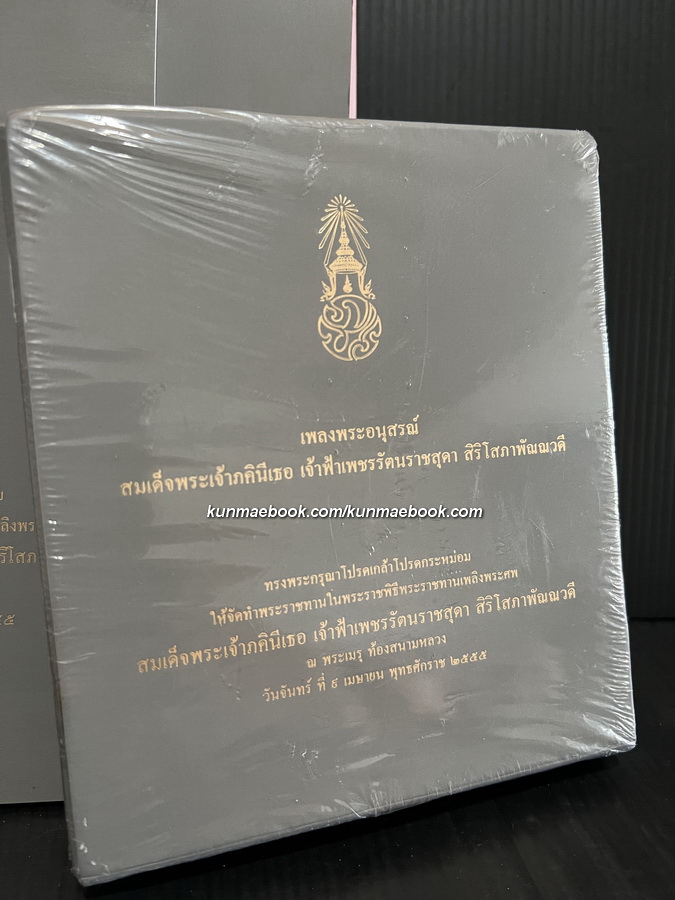 เพลงพระอนุสรณ์
สมเด็จพระเจ้าภคินีเธอ เจ้าฟ้าเพชรรัตนราชสุดา สิริโสภาพัณณวดี
kunmaebook.com/kunmaebook.com
ทรงพระกรุณาโปรดเกล้าโปรดกระหม่อม
ให้จัดทำพระราชทานในพระราชพิธีพระราชทานเพลิงพระศพ
สมเด็จพระเจ้าภคินีเธอ เจ้าฟ้าเพชรรัตนราชสุดา สิริโสภาพัณณวดี
ณ พระเมรุ ท้องสนามหลวง
วันจันทร์ ที่ ๙ เมษายน พุทธศักราช ๒๕๕๕